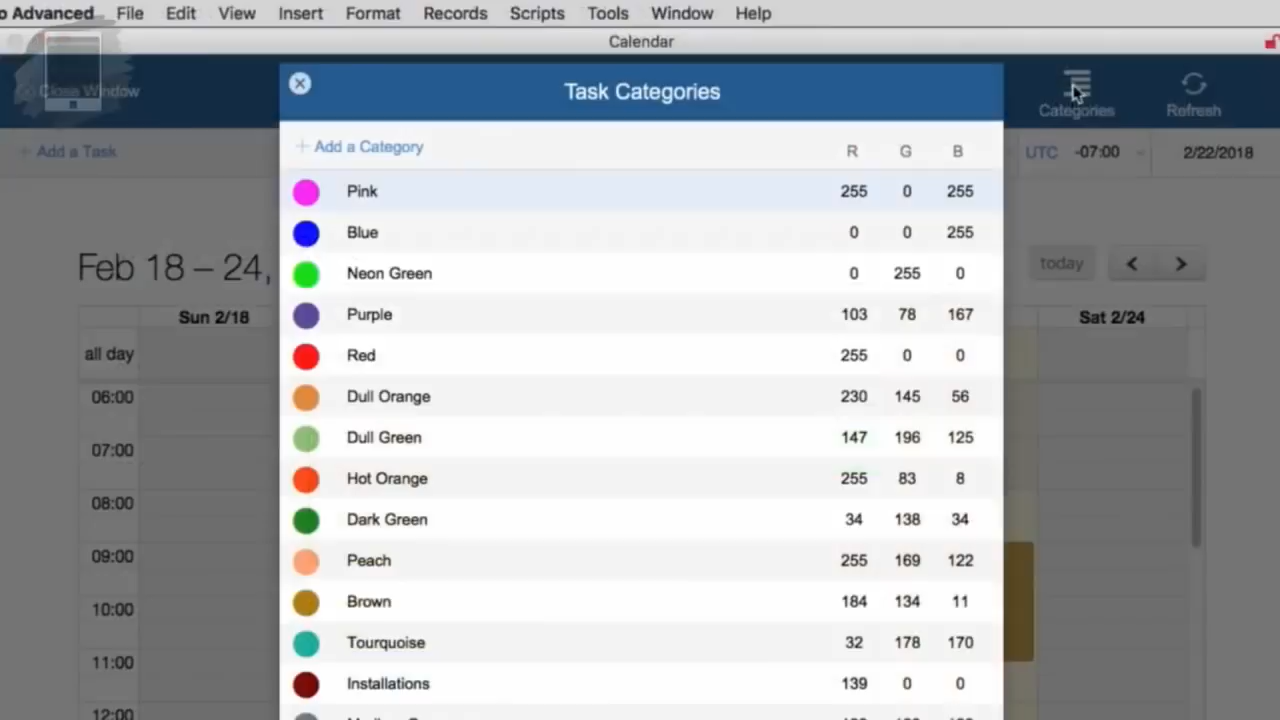 o Advanced File Edit View Insert Format Records Scripts Tools Window Help
Calendar
Close Window Task Categories Categories Refresh
+ Add a Task + Add a Category R G B UTC -07:00 2/22/2018
Pink 255 0 255
Blue 0 0 255
Feb 18 – 24, Neon Green 0 255 0 today
Sun 2/18 Purple 103 78 167 Sat 2/24
all day Red 255 0 0
06:00 Dull Orange 230 145 56
07:00 Dull Green 147 196 125
08:00 Hot Orange 255 83 8
Dark Green 34 138 34
09:00 Peach 255 169 122
10:00 Brown 184 134 11
11:00 Tourquoise 32 178 170
Installations 139 0 0
12:00